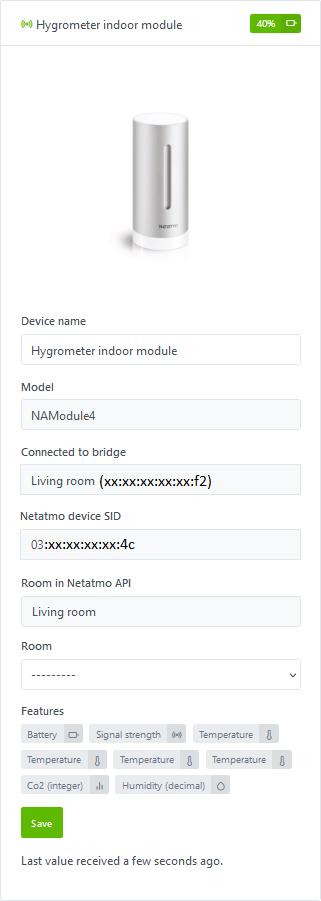 Hygrometer indoor module
40%
NETATMO
Device name
Hygrometer indoor module
Model
NAModule4
Connected to bridge
Living room (xx:xx:xx:xx:xx:f2)
Netatmo device SID
03:xx:xx:xx:xx:4c
Room in Netatmo API
Living room
Room
---------
Features
Battery Signal strength Temperature
Temperature Temperature Temperature
Co2 (integer) Humidity (decimal)
Save
Last value received a few seconds ago.